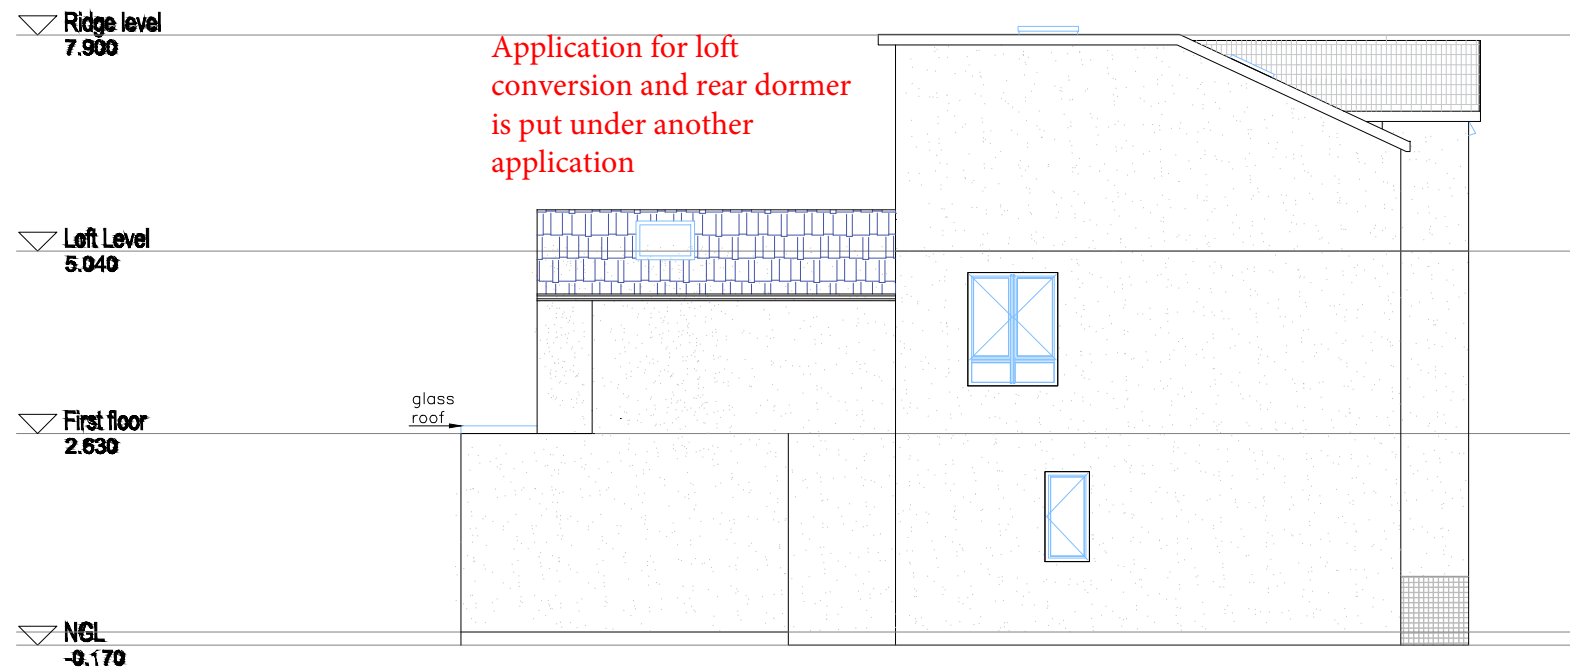 Ridge level
7.900
Application for loft
conversion and rear dormer
is put under another
application
Loft Level
5.040
glass
roof
First floor
2.630
NGL
-0.170